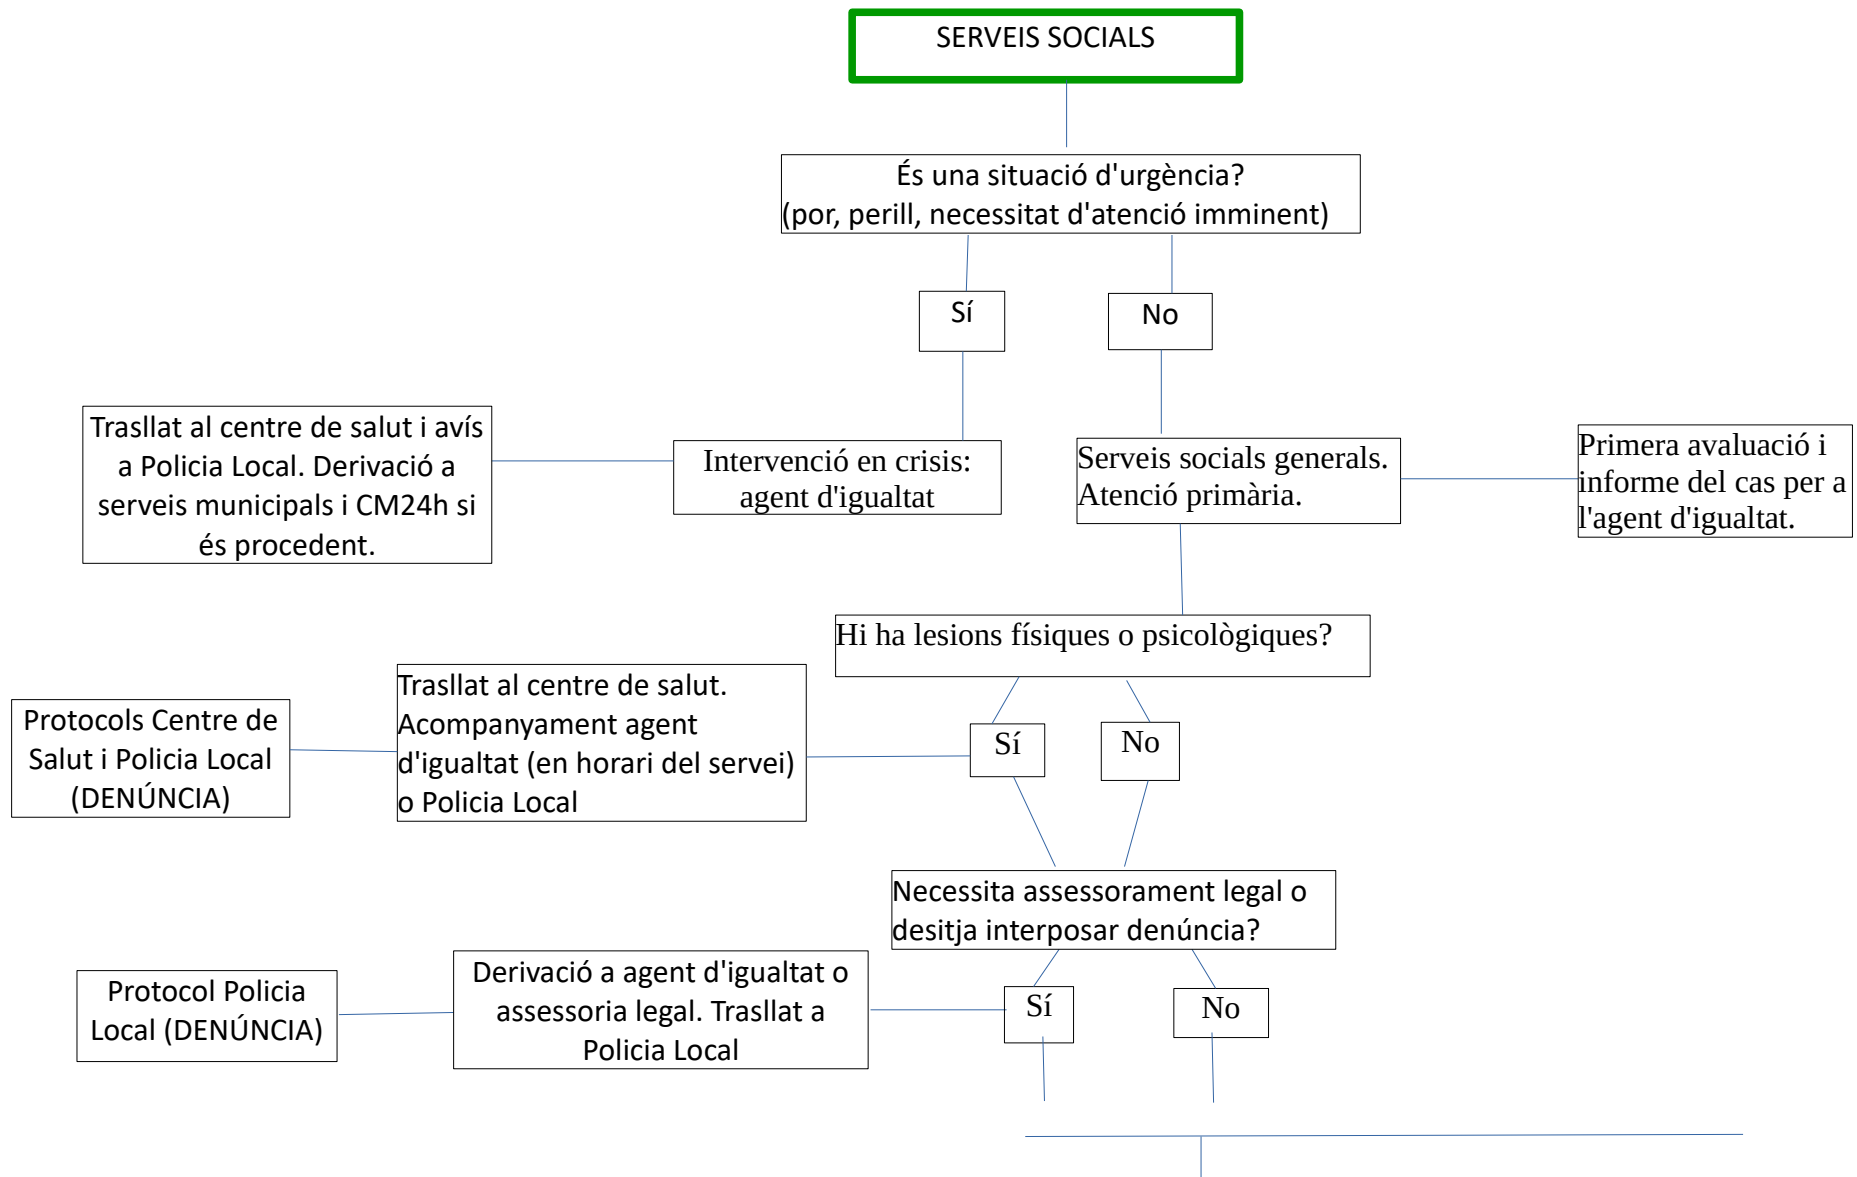 SERVEIS SOCIALS
És una situació d'urgència?
(por, perill, necessitat d'atenció imminent)
Sí
No
Trasllat al centre de salut i avís
a Policia Local. Derivació a
serveis municipals i CM24h si
és procedent.
Intervenció en crisis:
agent d'igualtat
Serveis socials generals.
Atenció primària.
Primera avaluació i
informe del cas per a
l'agent d'igualtat.
Hi ha lesions físiques o psicològiques?
Protocols Centre de
Salut i Policia Local
(DENÚNCIA)
Trasllat al centre de salut.
Acompanyament agent
d'igualtat (en horari del servei)
o Policia Local
Sí
No
Necessita assessorament legal o
desitja interposar denúncia?
Protocol Policia
Local (DENÚNCIA)
Derivació a agent d'igualtat o
assessoria legal. Trasllat a
Policia Local
Sí
No